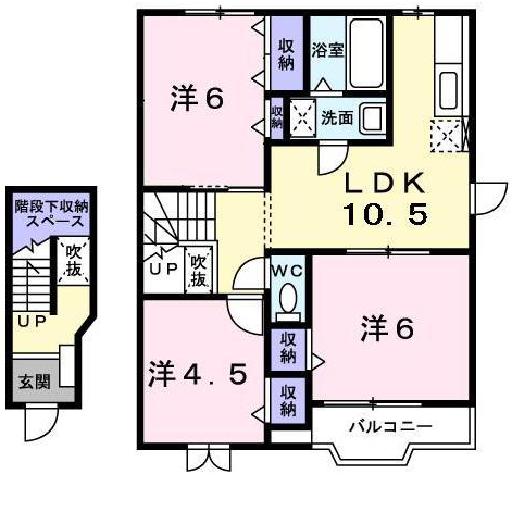 洋6
収納
浴室
収納
洗面
LDK
10.5
階段下収納
スペース
吹抜
UP
玄関
UP
吹抜
WC
洋6
収納
洋4.5
収納
バルコニー